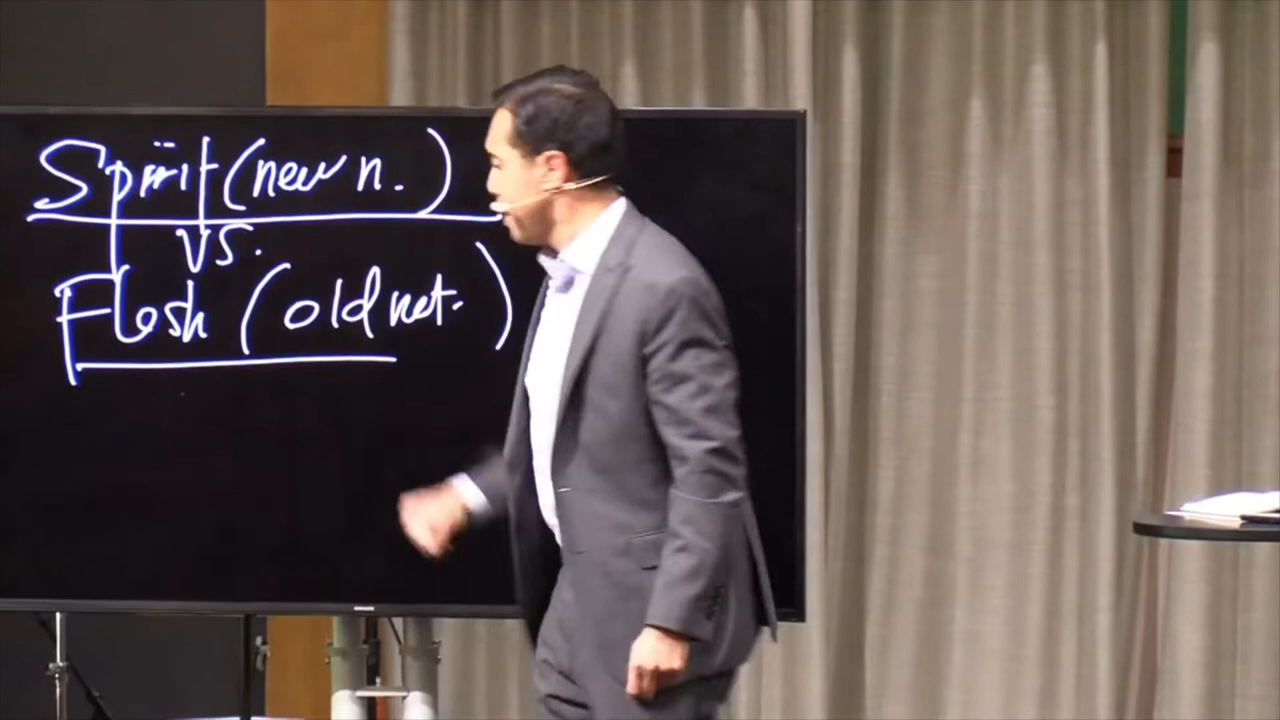 Spirit (new n. )
vs.
Flesh (old nat. )